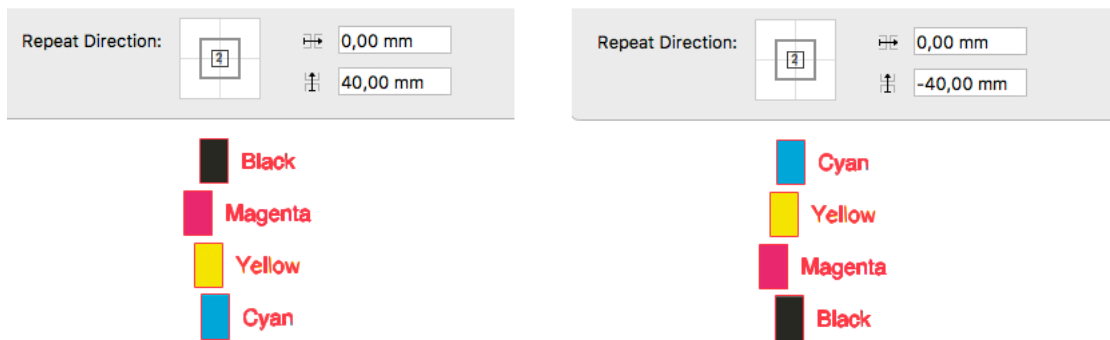 Repeat Direction:
2
0,00 mm
40,00 mm
Black
Magenta
Yellow
Cyan
Repeat Direction:
2
0,00 mm
-40,00 mm
Cyan
Yellow
Magenta
Black